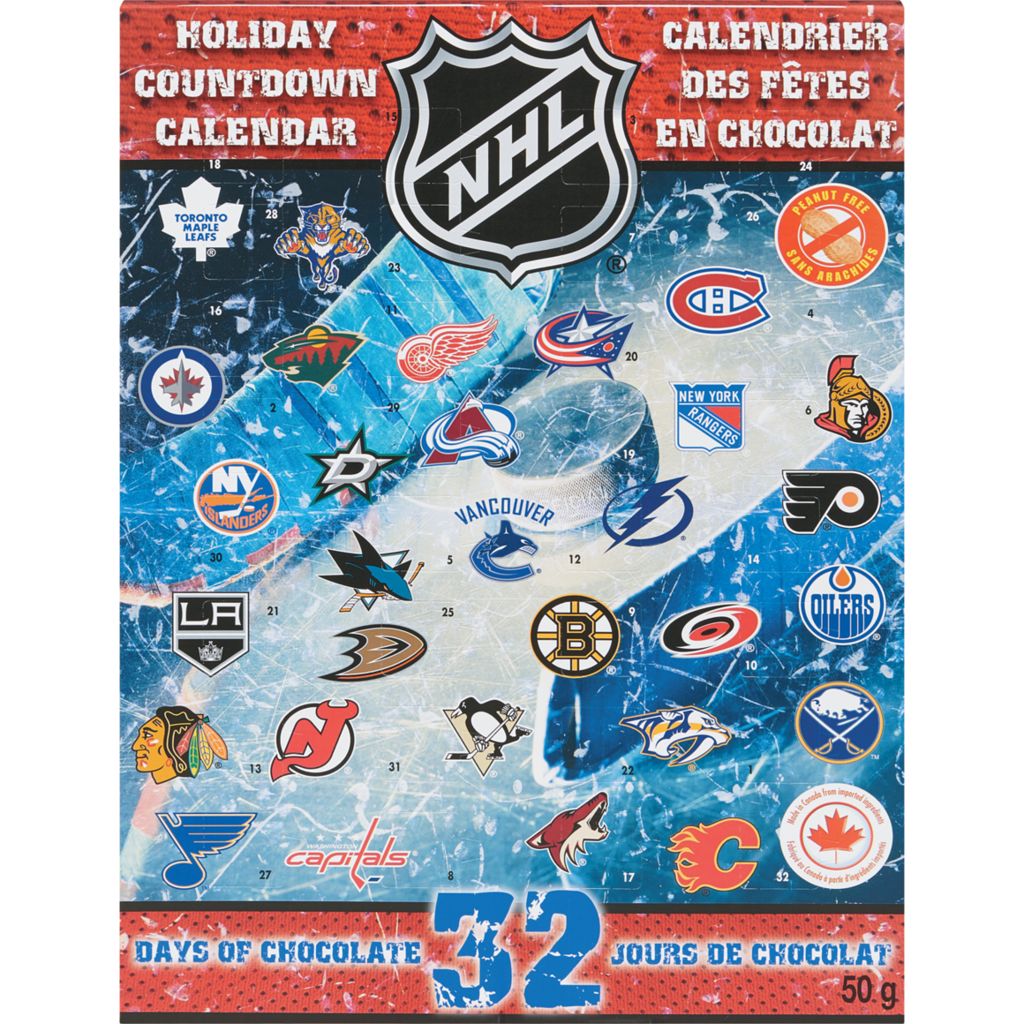 HOLIDAY
COUNTDOWN
CALENDAR
CALENDRIER
DES FÊTES
EN CHOCOLAT
NHL
®
15
3
18
24
TORONTO
MAPLE
LEAFS
28
26
PEANUT FREE
SANS ARACHIDES
23
16
11
4
20
2
29
NEW YORK
RANGERS
6
19
NY
ISLANDERS
D
A
CH
VANCOUVER
P
30
5
12
14
LA
21
25
B
9
OILERS
10
13
31
22
1
Made in Canada from imported ingredients
Fabriqué au Canada à partir d'ingrédients importés
WASHINGTON
capitals
C
27
8
17
32
DAYS OF CHOCOLATE
32
JOURS DE CHOCOLAT
50 g